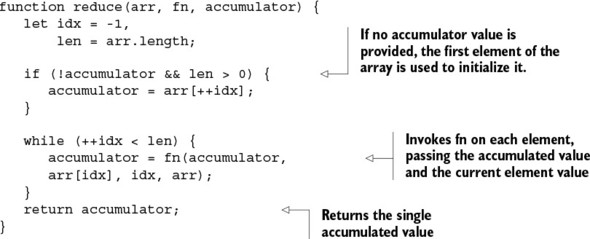 function reduce(arr, fn, accumulator) {
let idx = -1,
len = arr.length;
If no accumulator value is
provided, the first element of the
array is used to initialize it.
if (!accumulator && len > 0) {
accumulator = arr[++idx];
}
while (++idx < len) {
accumulator = fn(accumulator,
arr[idx], idx, arr);
}
Invokes fn on each element,
passing the accumulated value
and the current element value
return accumulator;
}
Returns the single
accumulated value